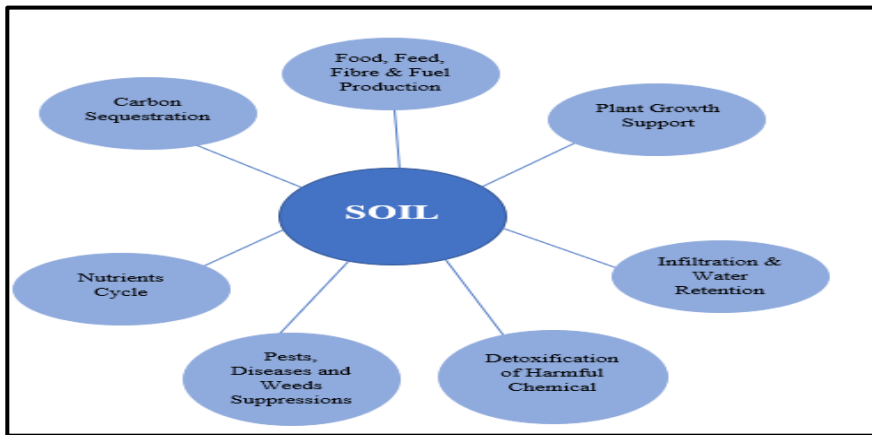 Food, Feed,
Fibre & Fuel
Production
Carbon
Sequestration
Plant Growth
Support
SOIL
Nutrients
Cycle
Infiltration &
Water
Retention
Pests,
Diseases and
Weeds
Suppressions
Detoxification
of Harmful
Chemical